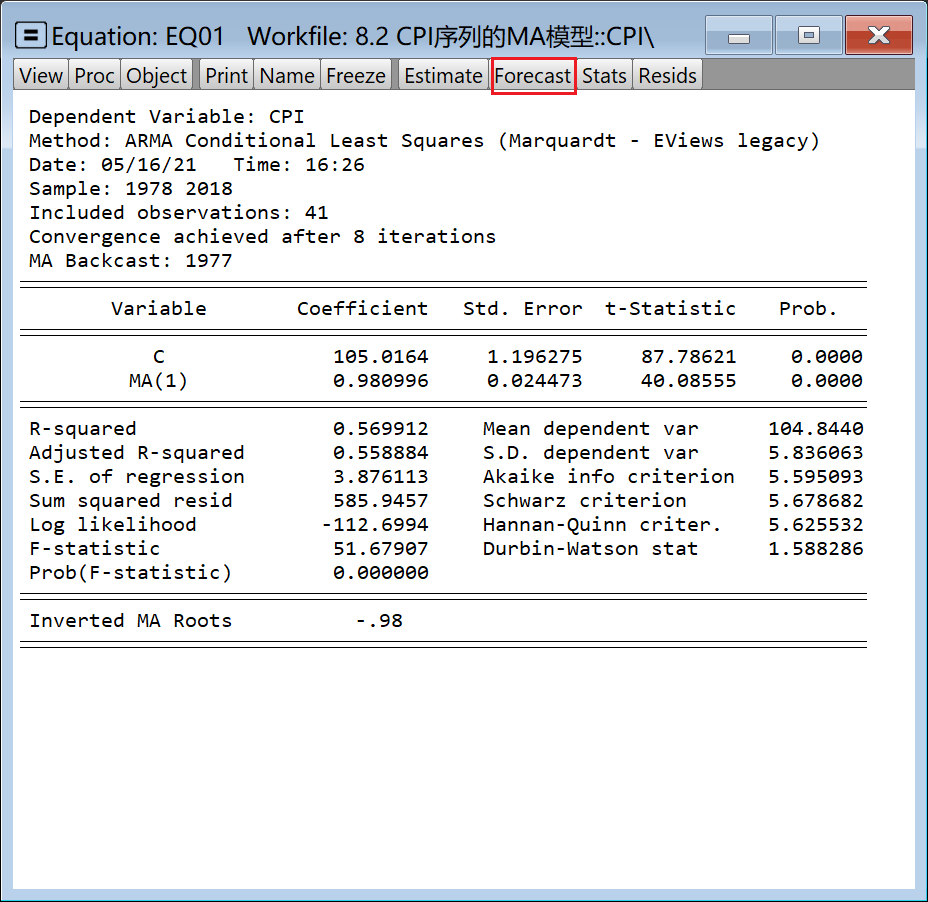 Equation: EQ01 Workfile: 8.2 CPI序列的MA模型::CPI\
View Proc Object Print Name Freeze Estimate Forecast Stats Resids
Dependent Variable: CPI
Method: ARMA Conditional Least Squares (Marquardt - EViews legacy)
Date: 05/16/21 Time: 16:26
Sample: 1978 2018
Included observations: 41
Convergence achieved after 8 iterations
MA Backcast: 1977
Variable Coefficient Std. Error t-Statistic Prob.
C 105.0164 1.196275 87.78621 0.0000
MA(1) 0.980996 0.024473 40.08555 0.0000
R-squared 0.569912 Mean dependent var 104.8440
Adjusted R-squared 0.558884 S.D. dependent var 5.836063
S.E. of regression 3.876113 Akaike info criterion 5.595093
Sum squared resid 585.9457 Schwarz criterion 5.678682
Log likelihood -112.6994 Hannan-Quinn criter. 5.625532
F-statistic 51.67907 Durbin-Watson stat 1.588286
Prob(F-statistic) 0.000000
Inverted MA Roots -.98